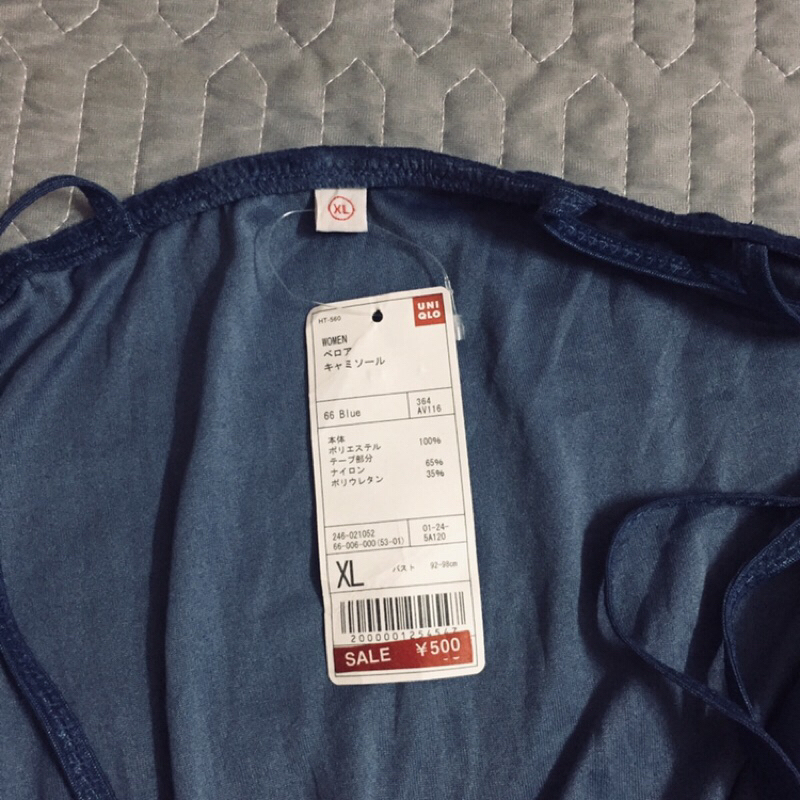 XL
HT-560
UNI
QLO
WOMEN
ベロア
キャミソール
66 Blue
364
AV116
本体
ポリエステル 100%
テープ部分
ナイロン 65%
ポリウレタン 35%
246-021052
66-006-000(53-01)
01-24-
5A120
XL バスト 92-98cm
2000001254547
SALE ¥500